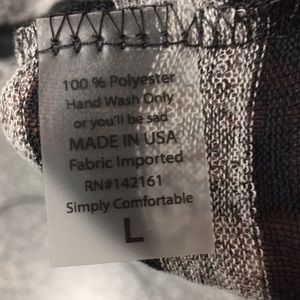 100 % Polyester
Hand Wash Only
or you'll be sad
MADE IN USA
Fabric Imported
RN#142161
Simply Comfortable
L